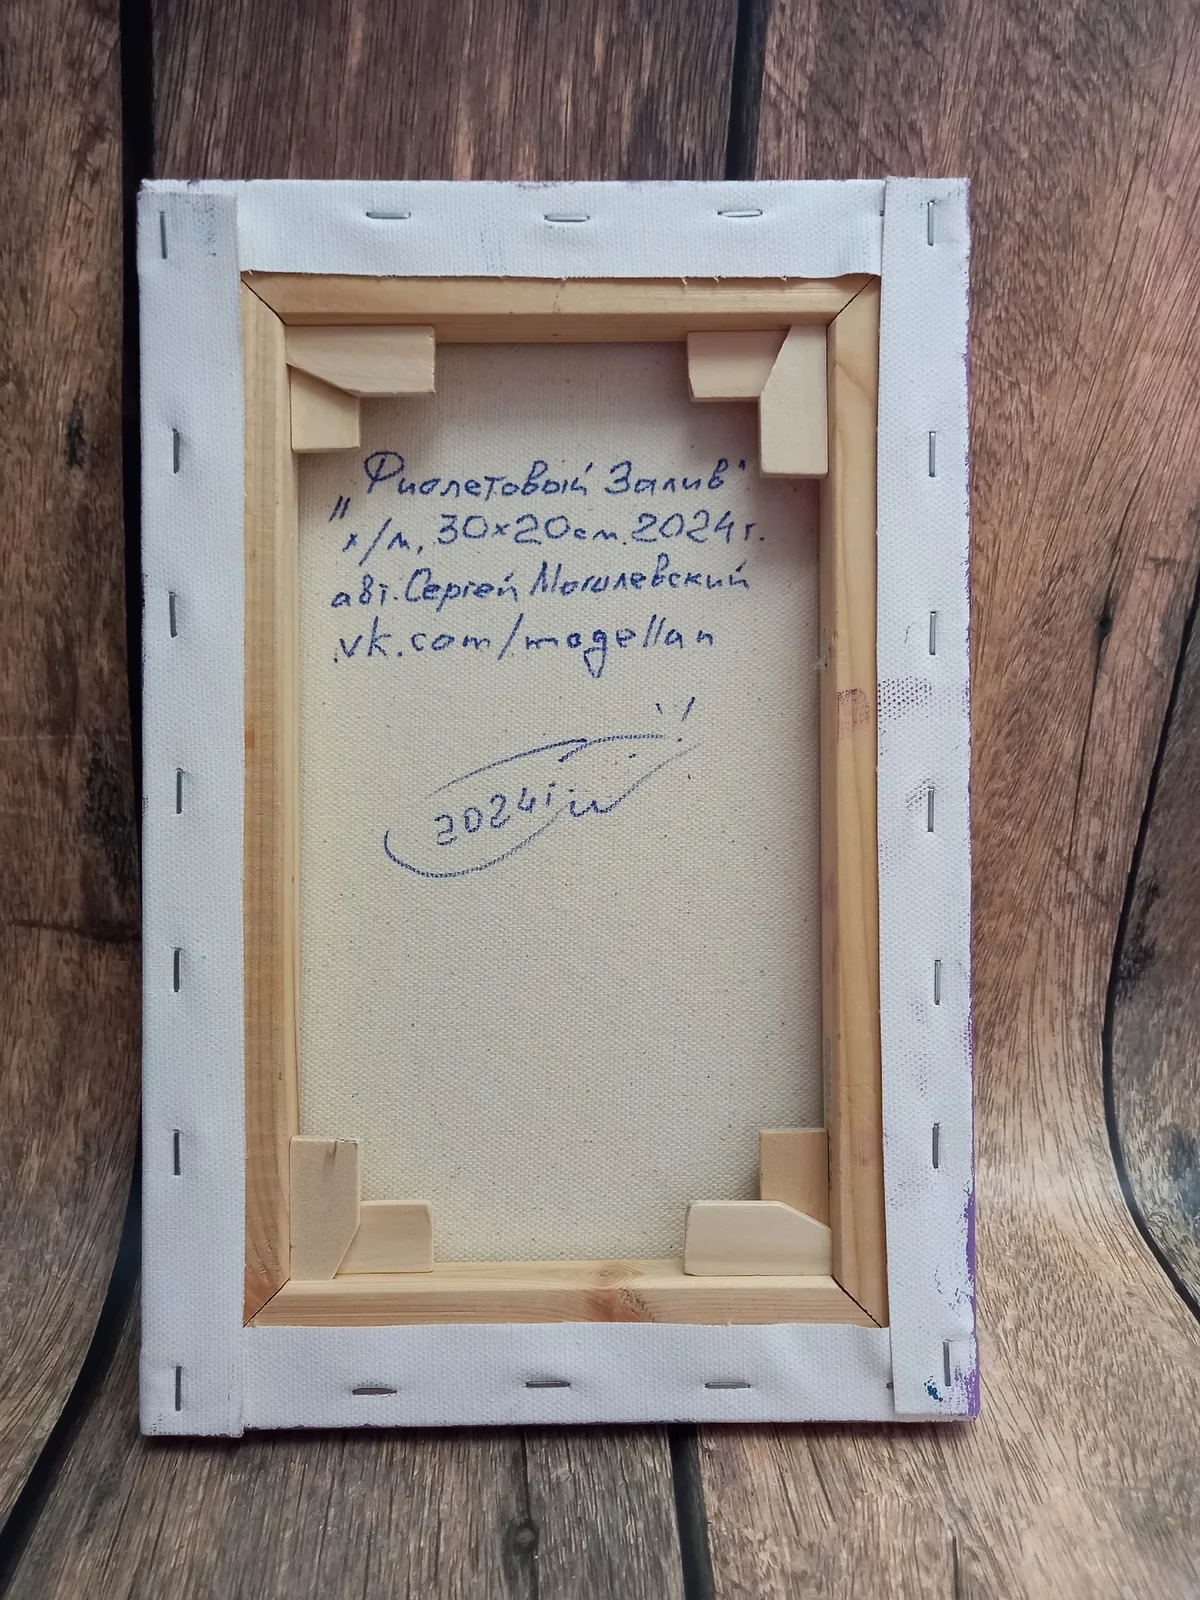 „Фиолетовый Залив"
х/м, 30×20см. 2024г.
авт. Сергей Могилевский
vk.com/mogellan
2024г.